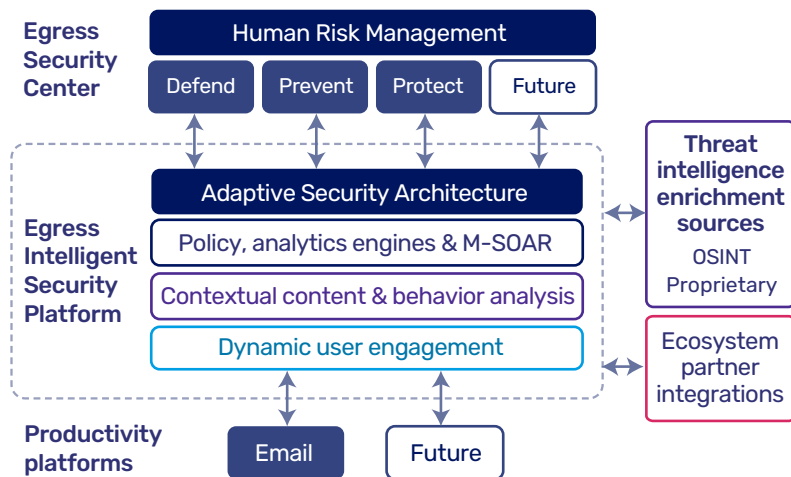 Egress
Security
Center
Human Risk Management
Defend
Prevent
Protect
Future
Egress
Intelligent
Security
Platform
Adaptive Security Architecture
Policy, analytics engines & M-SOAR
Contextual content & behavior analysis
Dynamic user engagement
Threat
intelligence
enrichment
sources
OSINT
Proprietary
Ecosystem
partner
integrations
Productivity
platforms
Email
Future